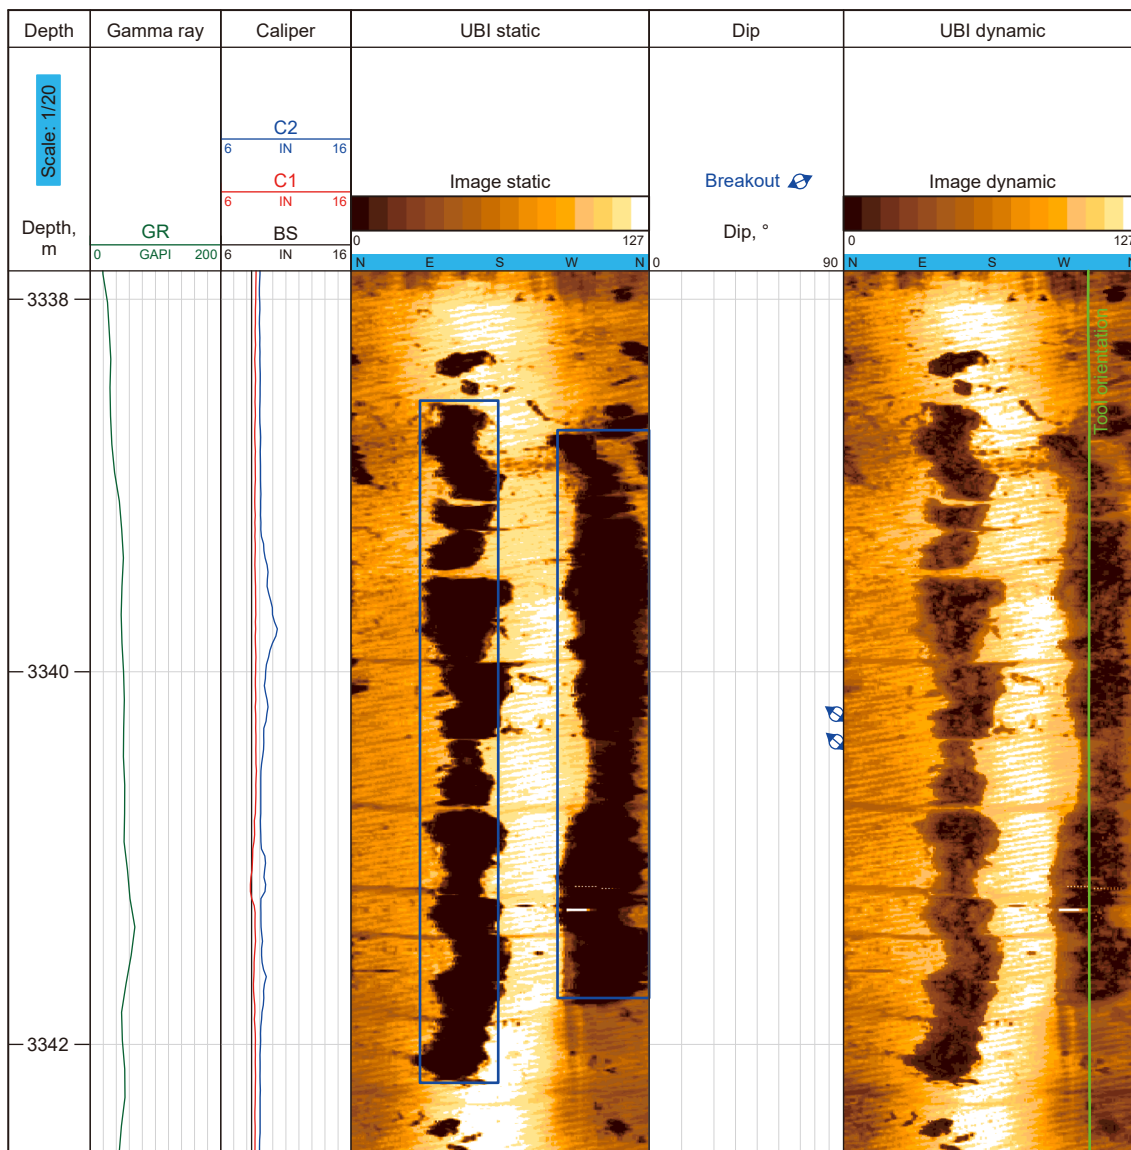 Depth Gamma ray Caliper UBI static Dip UBI dynamic
Scale: 1/20
C2
6 IN 16
C1
6 IN 16
Image static
Breakout
Image dynamic
Depth, m
GR
0 GAPI 200
BS
6 IN 16
0 127
Dip, °
0 90
0 127
N E S W N
N E S W N
Tool orientation
3338
3340
3342